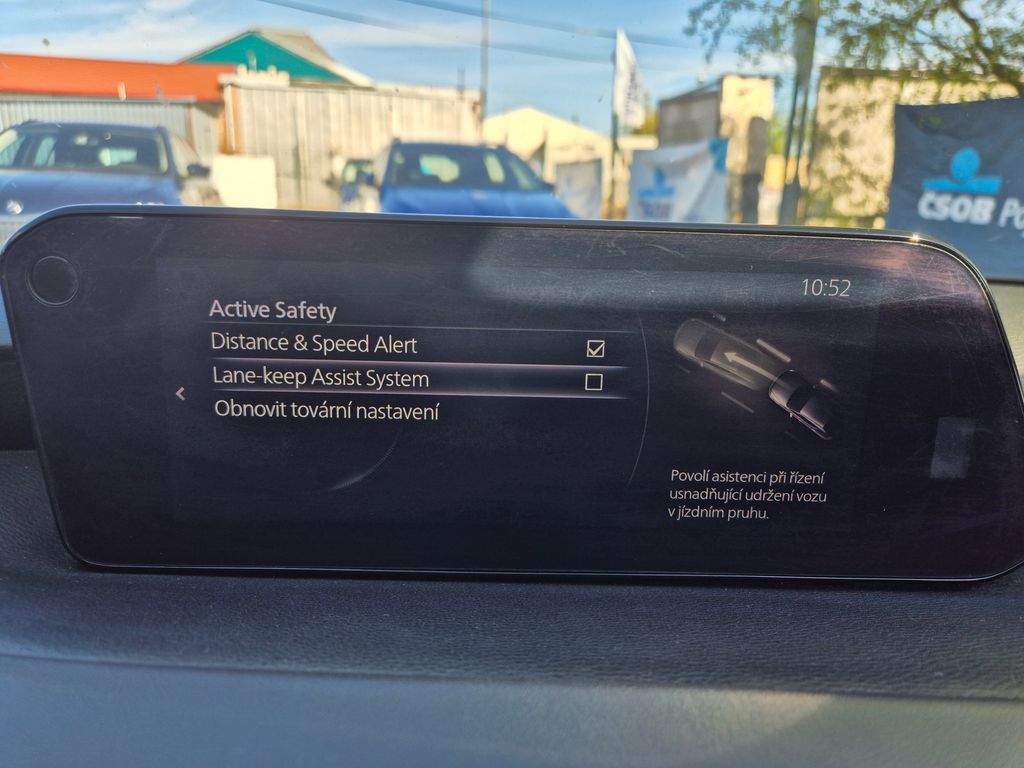 ČSOB Po
10:52
Active Safety
Distance & Speed Alert
Lane-keep Assist System
Obnovit tovární nastavení
Povolí asistenci při řízení
usnadňující udržení vozu
v jízdním pruhu.